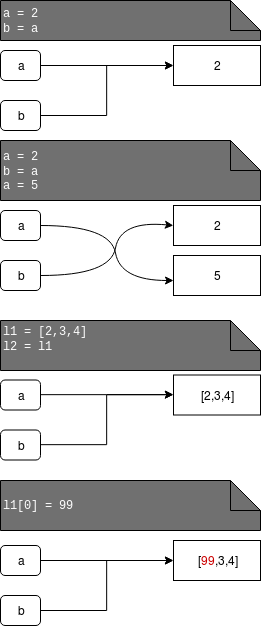 a = 2
b = a
a
2
b
a = 2
b = a
a = 5
a
2
b
5
l1 = [2,3,4]
l2 = l1
a
[2,3,4]
b
l1[0] = 99
a
[99,3,4]
b